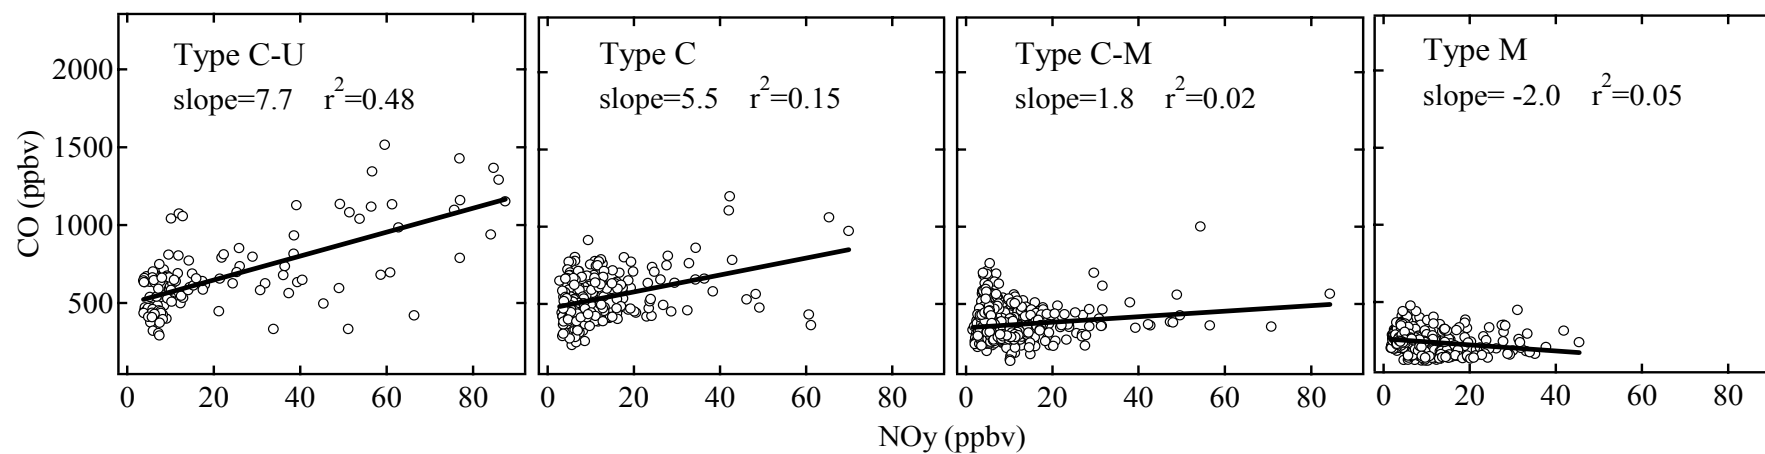 Type C-U
slope=7.7 r²=0.48
Type C
slope=5.5 r²=0.15
Type C-M
slope=1.8 r²=0.02
Type M
slope= -2.0 r²=0.05
CO (ppbv)
2000
1500
1000
500
0 20 40 60 80
0 20 40 60 80
0 20 40 60 80
0 20 40 60 80
NOy (ppbv)